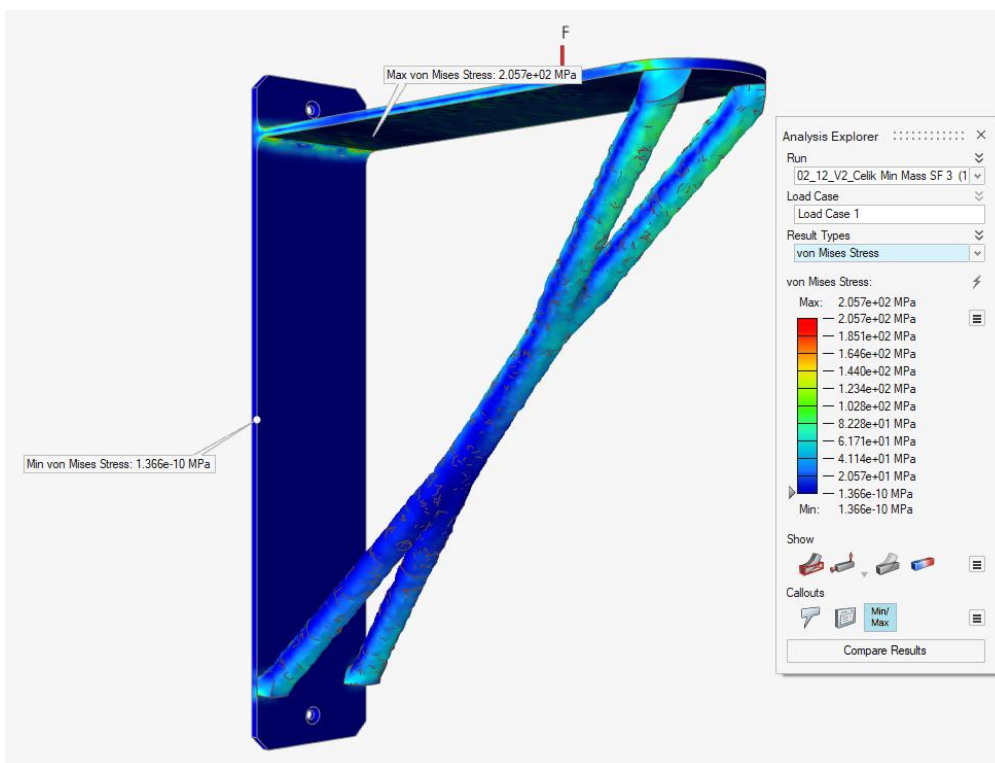 F
Max von Mises Stress: 2.057e+02 MPa
Min von Mises Stress: 1.366e-10 MPa
Analysis Explorer
Run
02_12_V2_Celik Min Mass SF 3 (1
Load Case
Load Case 1
Result Types
von Mises Stress
von Mises Stress:
Max: 2.057e+02 MPa
2.057e+02 MPa
1.851e+02 MPa
1.646e+02 MPa
1.440e+02 MPa
1.234e+02 MPa
1.028e+02 MPa
8.228e+01 MPa
6.171e+01 MPa
4.114e+01 MPa
2.057e+01 MPa
1.366e-10 MPa
Min: 1.366e-10 MPa
Show
Callouts
Min/
Max
Compare Results